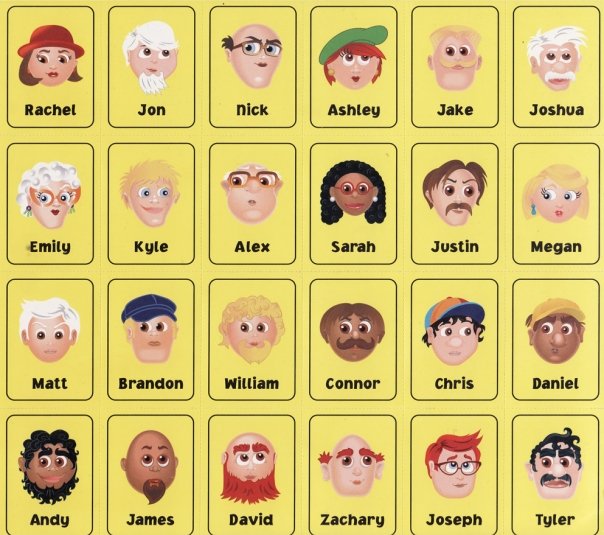 Rachel
Jon
Nick
Ashley
Jake
Joshua
Emily
Kyle
Alex
Sarah
Justin
Megan
Matt
Brandon
William
Connor
Chris
Daniel
Andy
James
David
Zachary
Joseph
Tyler